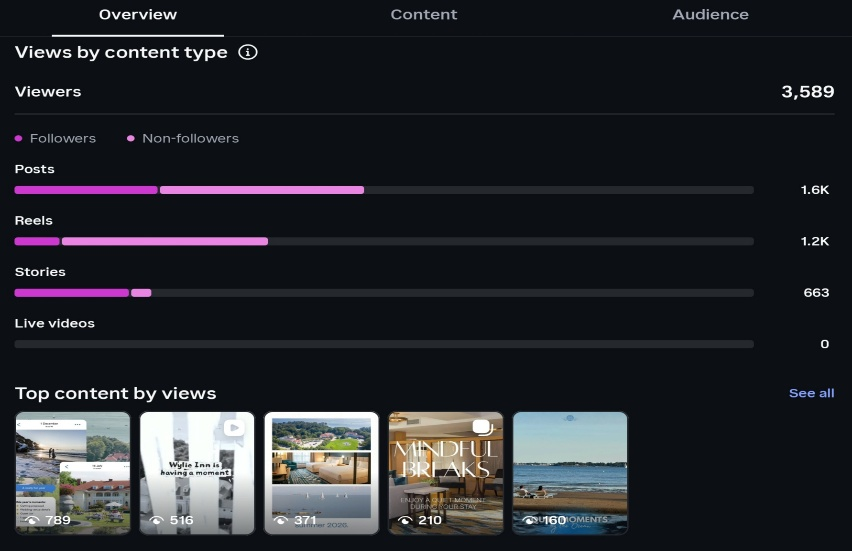 Overview Content Audience
Views by content type
Viewers 3,589
Followers Non-followers
Posts
1.6K
Reels
1.2K
Stories
663
Live videos
0
Top content by views See all
Wylie Inn is
having a moment
MINDFUL
BREAKS
ENJOY A QUIET MOMENT
DURING YOUR STAY.
Summer 2026.
789 516 371 210 160
MOMENTS